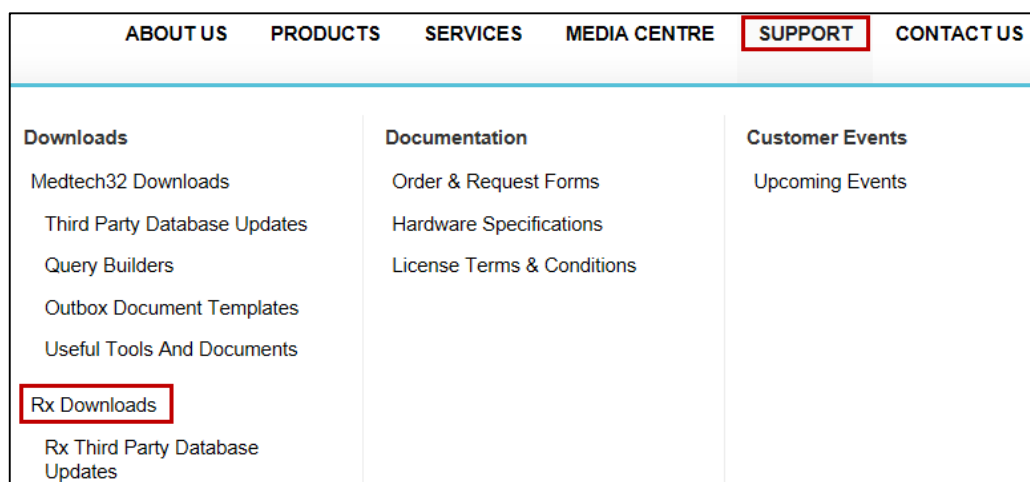 ABOUT US PRODUCTS SERVICES MEDIA CENTRE SUPPORT CONTACT US
Downloads
Medtech32 Downloads
Third Party Database Updates
Query Builders
Outbox Document Templates
Useful Tools And Documents
Rx Downloads
Rx Third Party Database
Updates
Documentation
Order & Request Forms
Hardware Specifications
License Terms & Conditions
Customer Events
Upcoming Events